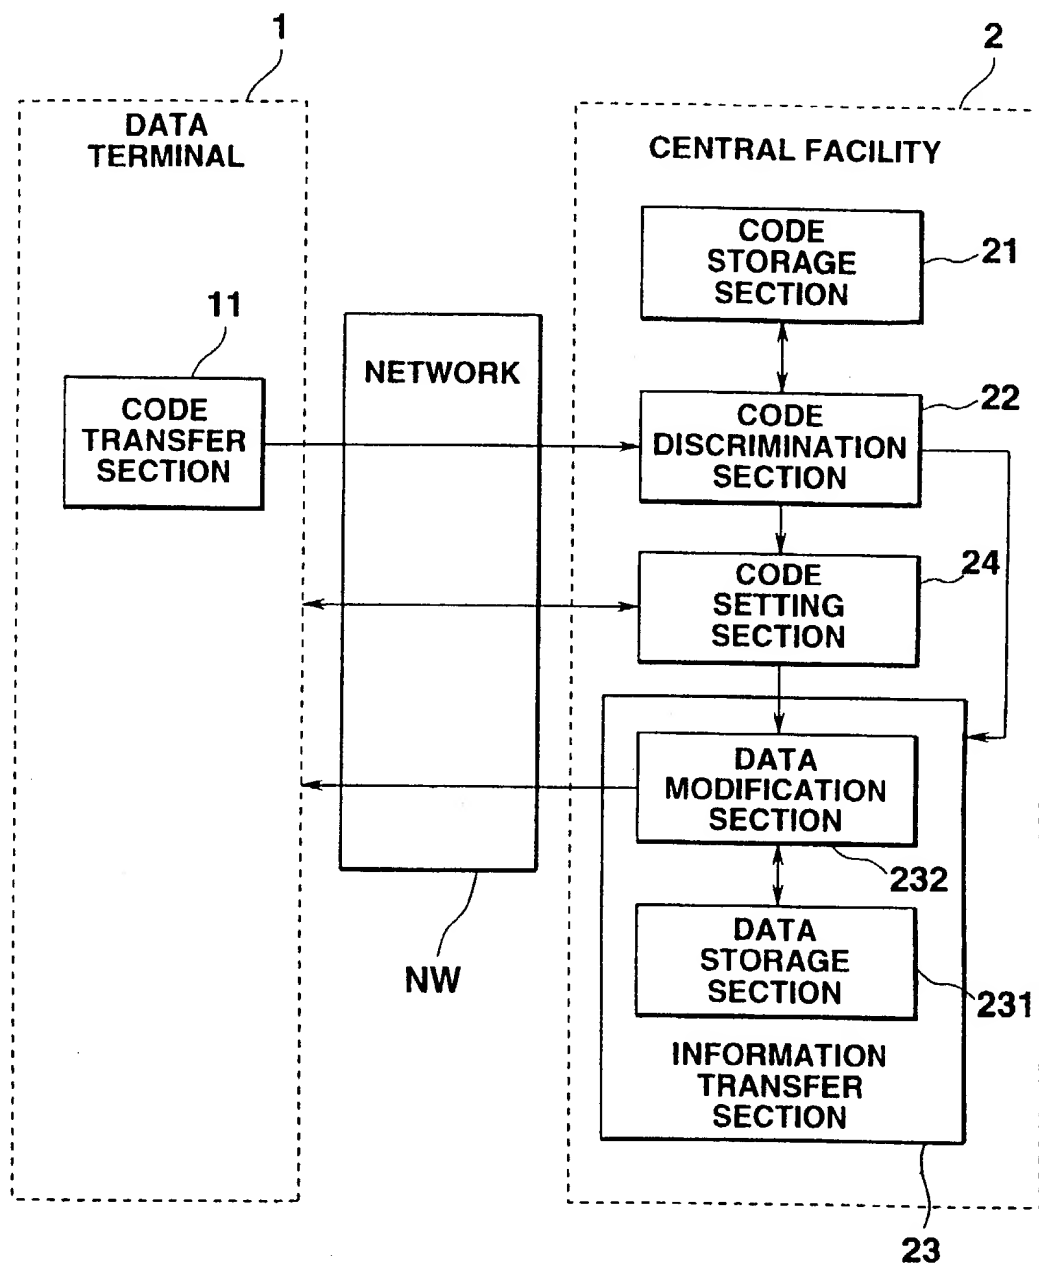 1
2
DATA
TERMINAL
CENTRAL FACILITY
CODE
STORAGE
SECTION
21
11
NETWORK
CODE
TRANSFER
SECTION
CODE
DISCRIMINATION
SECTION
22
CODE
SETTING
SECTION
24
DATA
MODIFICATION
SECTION
232
DATA
STORAGE
SECTION
231
NW
INFORMATION
TRANSFER
SECTION
23